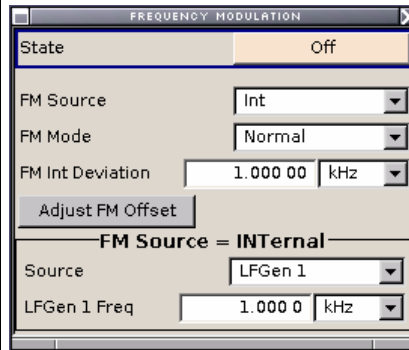 FREQUENCY MODULATION
State Off
FM Source Int
FM Mode Normal
FM Int Deviation 1.000 00 kHz
Adjust FM Offset
FM Source = INTernal
Source LFGen 1
LFGen 1 Freq 1.000 0 kHz